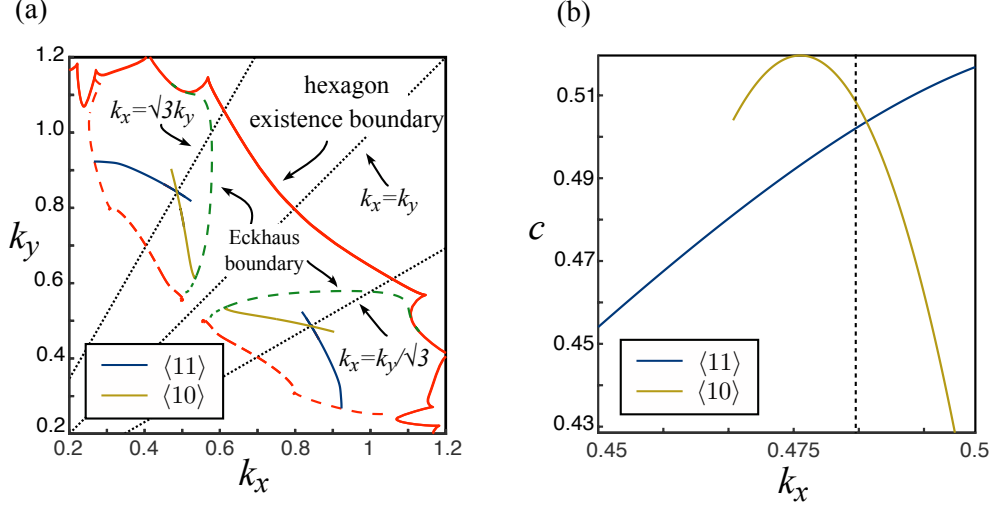 (a)
1.2
1.0
0.8
0.6
0.4
0.2
k_y
0.2
0.4
0.6
0.8
1
1.2
k_x
k_x=√3k_y
hexagon
existence boundary
k_x=k_y
Eckhaus
boundary
k_x=k_y/√3
⟨11⟩
⟨10⟩
(b)
0.51
0.49
0.47
0.45
0.43
c
0.45
0.476
0.5
k_x
⟨11⟩
⟨10⟩